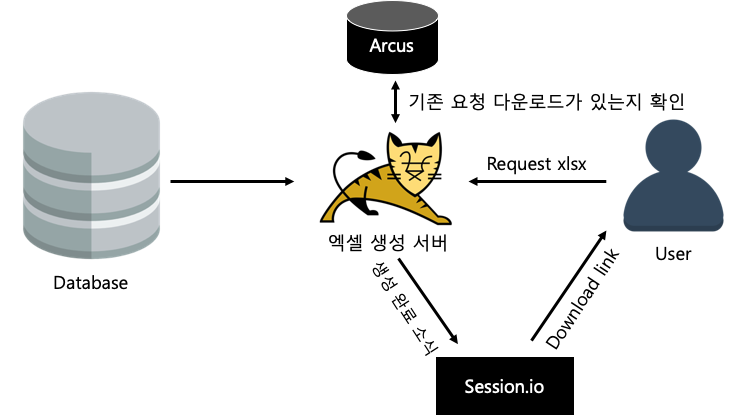 Arcus
기존 요청 다운로드가 있는지 확인
Request xlsx
엑셀 생성 서버
User
Database
생성 완료 소식
Download link
Session.io